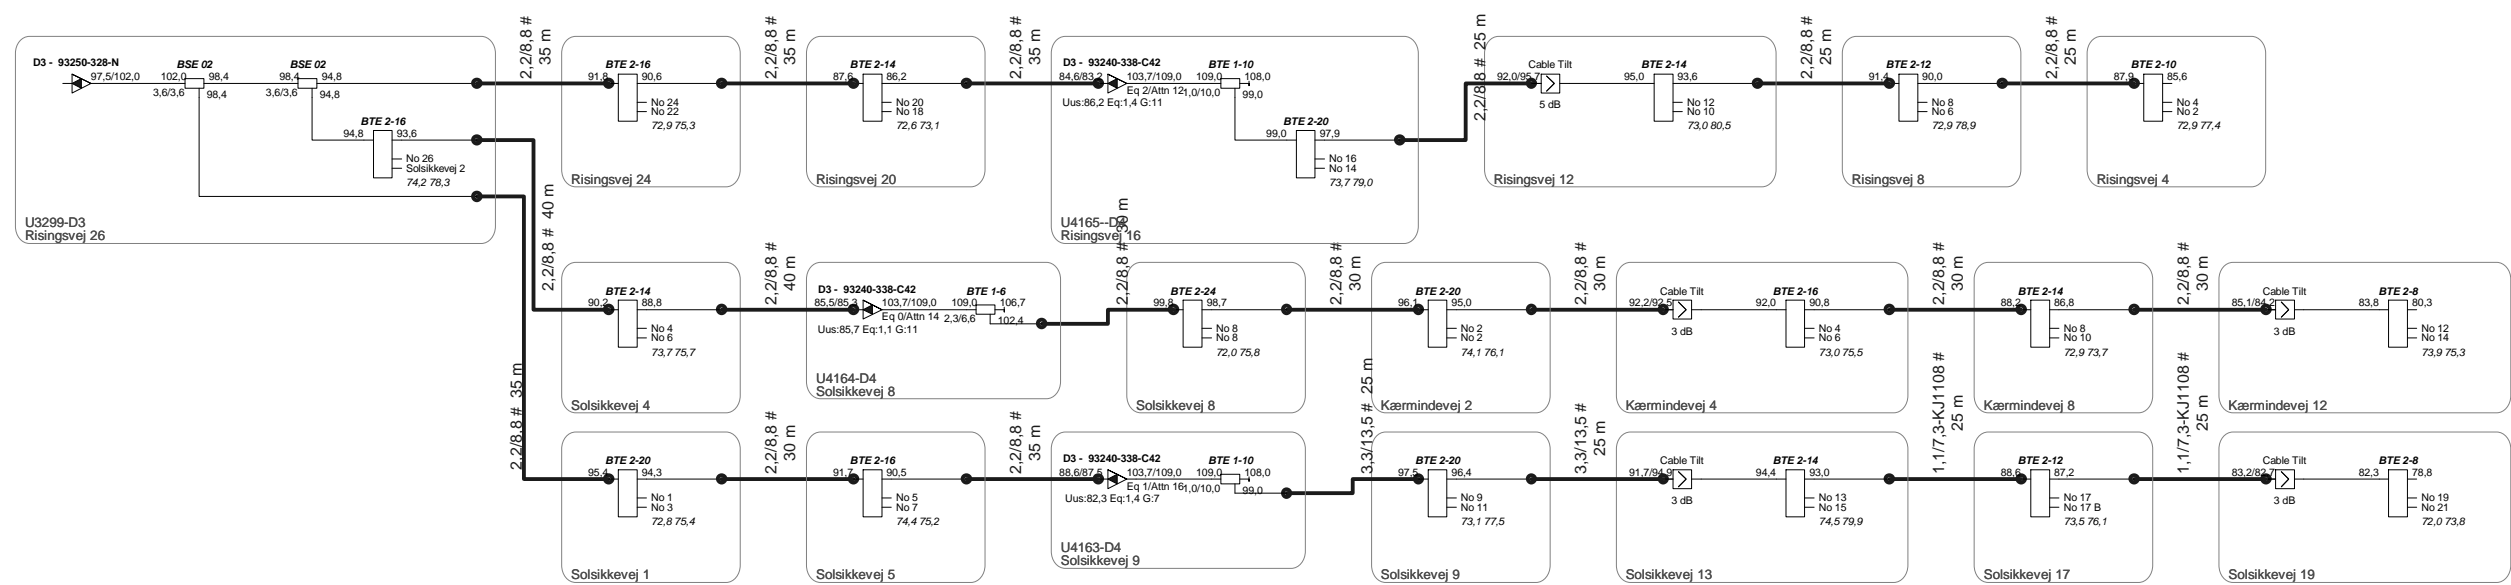 2,2/8,8 #
35 m
2,2/8,8 #
35 m
2,2/8,8 #
35 m
2,2/8,8 # 25 m
2,2/8,8 #
25 m
2,2/8,8 #
25 m
D3 - 93250-328-N
97,5/102,0
BSE 02
102,0
98,4
3,6/3,6
98,4
BSE 02
98,4
94,8
3,6/3,6
94,8
BTE 2-16
94,8
93,6
No 26
Solsikkevej 2
74,2 78,3
U3299-D3
Risingsvej 26
BTE 2-16
91,8
90,6
No 24
No 22
72,9 75,3
Risingsvej 24
BTE 2-14
87,6
86,2
No 20
No 18
72,6 73,1
Risingsvej 20
D3 - 93240-338-C42
84,6/83,2
103,7/109,0
Eq 2/Attn 12
Uus:86,2 Eq:1,4 G:11
BTE 1-10
109,0
108,0
1,0/10,0
99,0
BTE 2-20
99,0
97,9
No 16
No 14
73,7 79,0
U4165--D4
Risingsvej 16
Cable Tilt
92,0/95,7
5 dB
BTE 2-14
95,0
93,6
No 12
No 10
73,0 80,5
Risingsvej 12
BTE 2-12
91,4
90,0
No 8
No 6
72,9 78,9
Risingsvej 8
BTE 2-10
87,9
85,6
No 4
No 2
72,9 77,4
Risingsvej 4
2,2/8,8 # 40 m
2,2/8,8 #
40 m
2,2/8,8 # 30 m
2,2/8,8 #
30 m
2,2/8,8 #
30 m
2,2/8,8 #
30 m
2,2/8,8 #
30 m
BTE 2-14
90,2
88,8
No 4
No 6
73,7 75,7
Solsikkevej 4
D3 - 93240-338-C42
85,5/85,3
103,7/109,0
Eq 0/Attn 14
Uus:85,7 Eq:1,1 G:11
BTE 1-6
109,0
106,7
2,3/6,6
102,4
U4164-D4
Solsikkevej 8
BTE 2-24
99,8
98,7
No 8
No 8
72,0 75,8
Solsikkevej 8
BTE 2-20
96,1
95,0
No 2
No 2
74,1 76,1
Kærmindevej 2
Cable Tilt
92,2/92,5
3 dB
BTE 2-16
92,0
90,8
No 4
No 6
73,0 75,5
Kærmindevej 4
BTE 2-14
88,2
86,8
No 8
No 10
72,9 73,7
Kærmindevej 8
Cable Tilt
85,1/84,2
3 dB
BTE 2-8
83,8
80,3
No 12
No 14
73,9 75,3
Kærmindevej 12
2,2/8,8 # 35 m
2,2/8,8 #
30 m
2,2/8,8 #
35 m
3,3/13,5 # 25 m
3,3/13,5 #
25 m
1,1/7,3-KJ1108 #
25 m
1,1/7,3-KJ1108 #
25 m
BTE 2-20
95,4
94,3
No 1
No 3
72,8 75,4
Solsikkevej 1
BTE 2-16
91,7
90,5
No 5
No 7
74,4 75,2
Solsikkevej 5
D3 - 93240-338-C42
88,6/87,5
103,7/109,0
Eq 1/Attn 16
Uus:82,3 Eq:1,4 G:7
BTE 1-10
109,0
108,0
1,0/10,0
99,0
U4163-D4
Solsikkevej 9
BTE 2-20
97,5
96,4
No 9
No 11
73,1 77,5
Solsikkevej 9
Cable Tilt
91,7/94,9
3 dB
BTE 2-14
94,4
93,0
No 13
No 15
74,5 79,9
Solsikkevej 13
BTE 2-12
88,6
87,2
No 17
No 17 B
73,5 76,1
Solsikkevej 17
Cable Tilt
83,2/82,7
3 dB
BTE 2-8
82,3
78,8
No 19
No 21
72,0 73,8
Solsikkevej 19